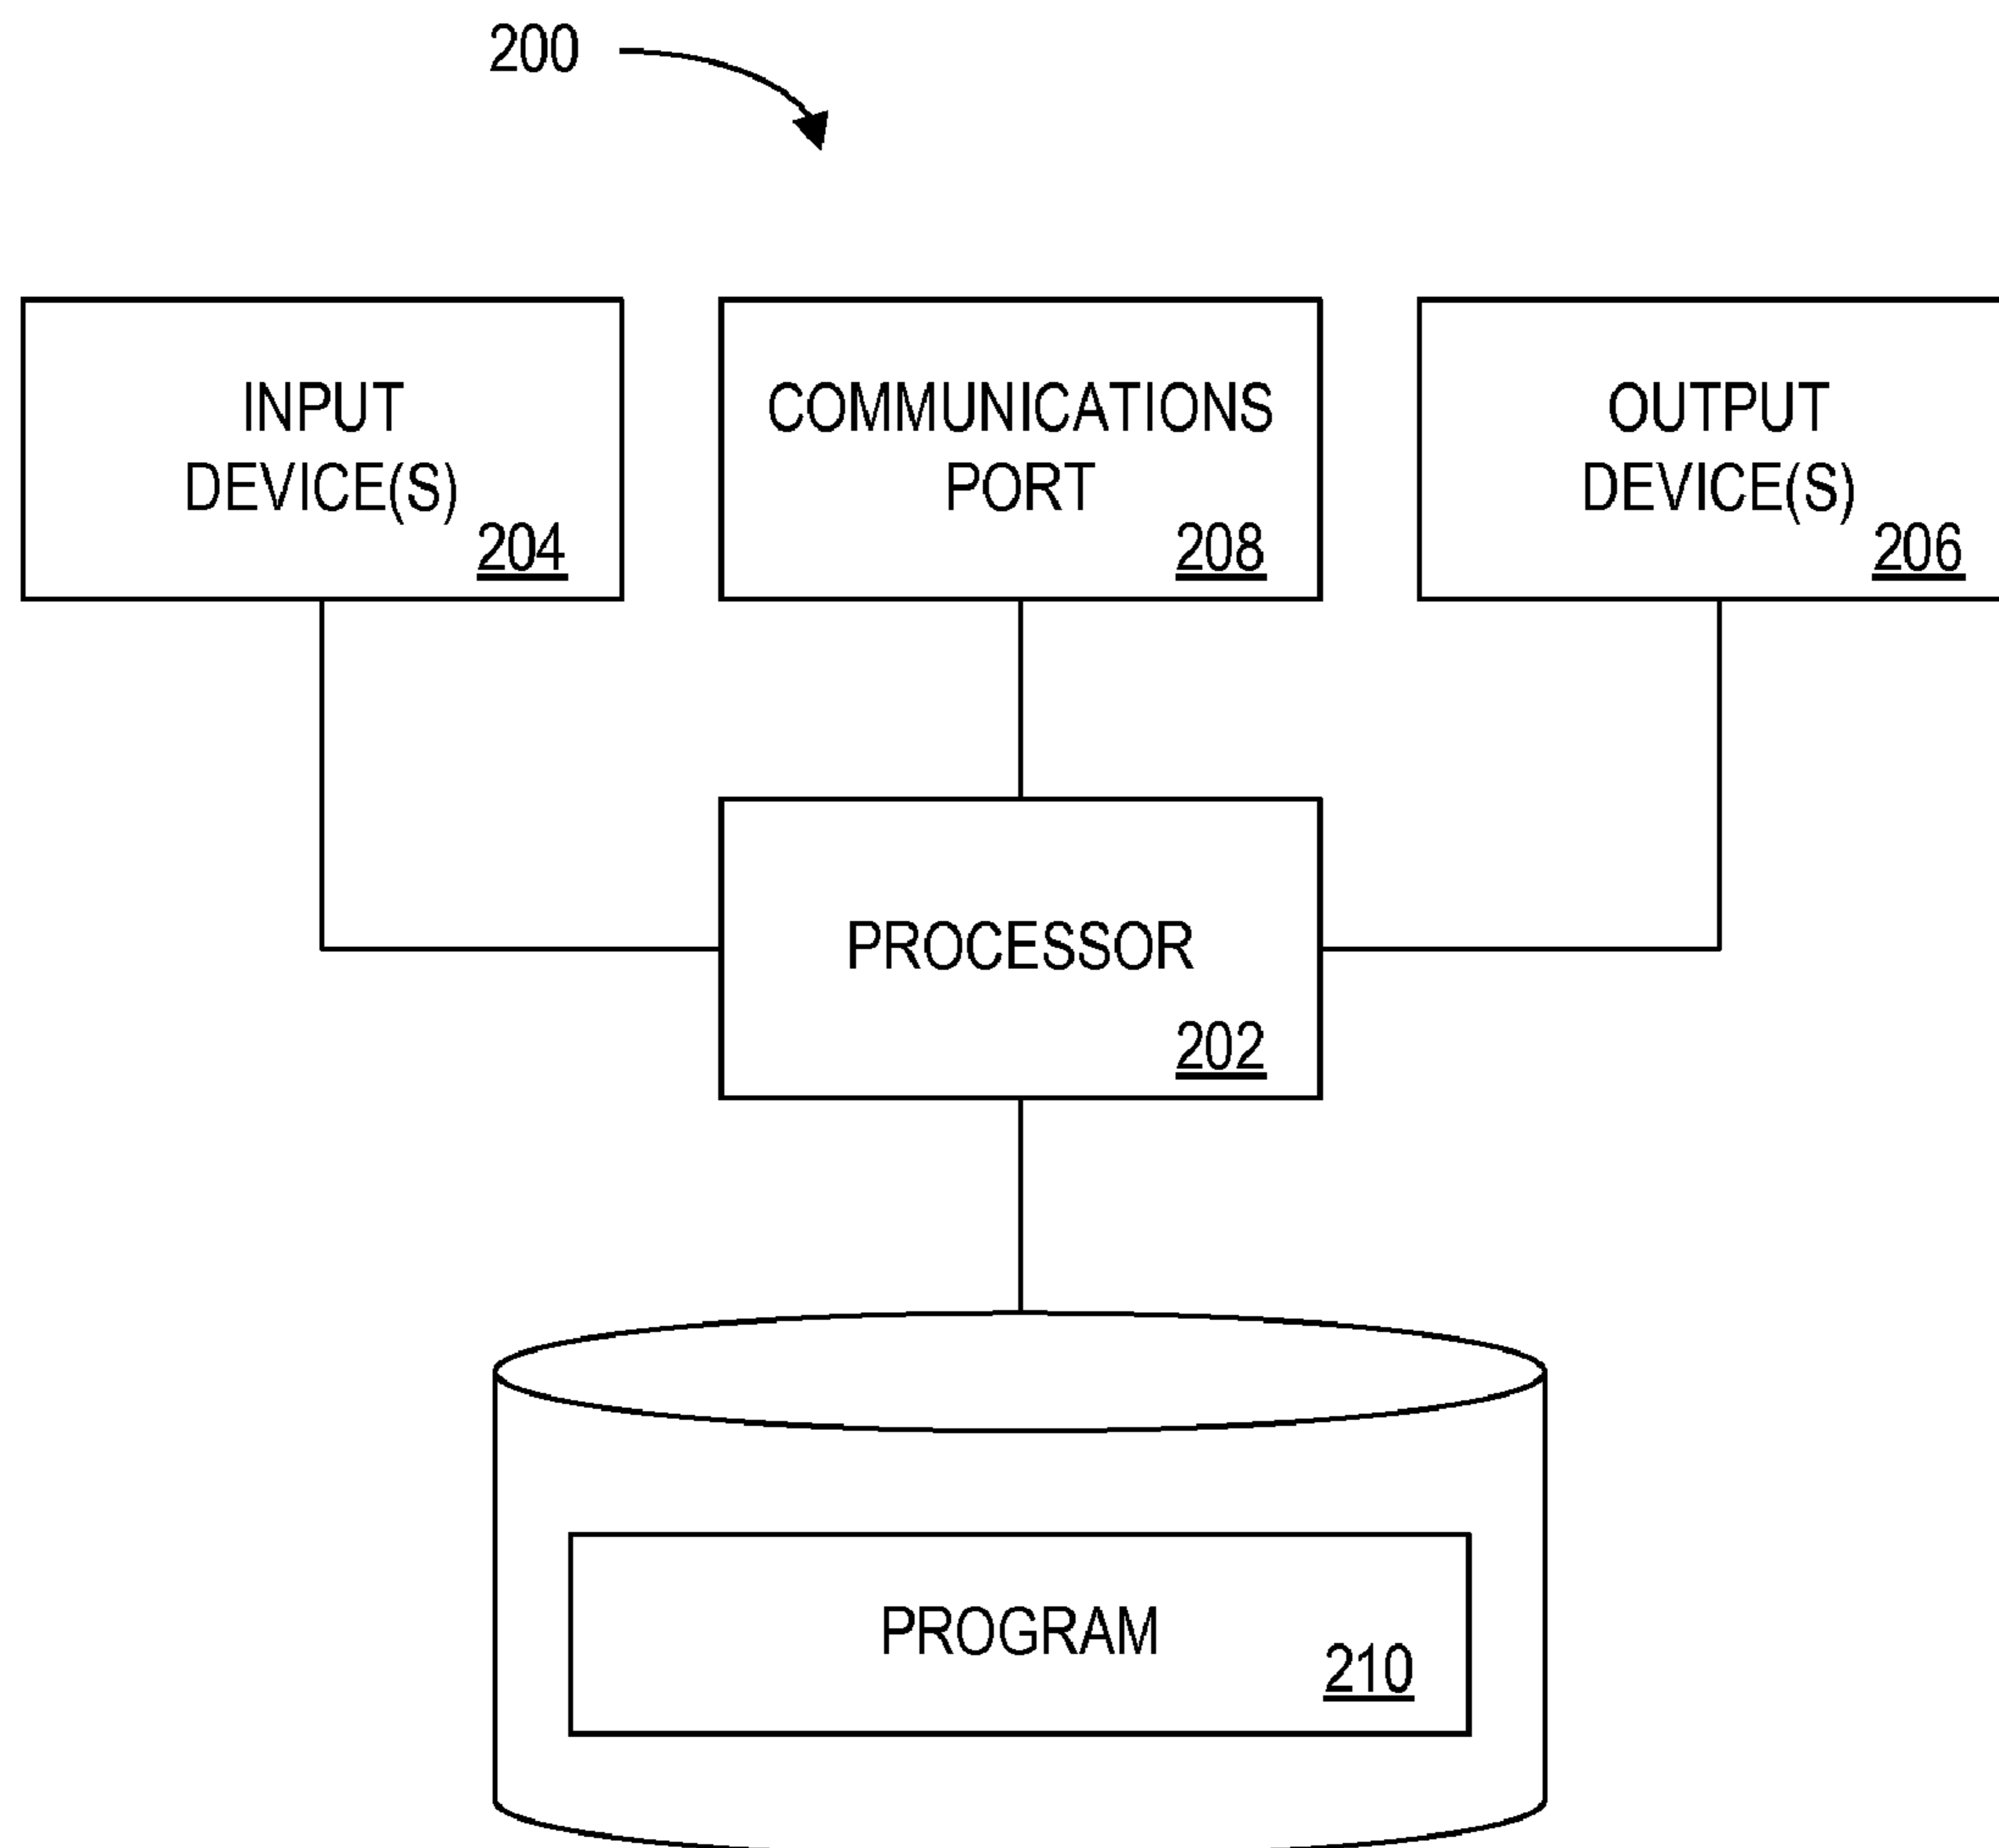 200
INPUT
DEVICE(S)
204
COMMUNICATIONS
PORT
208
OUTPUT
DEVICE(S)
206
PROCESSOR
202
PROGRAM
210